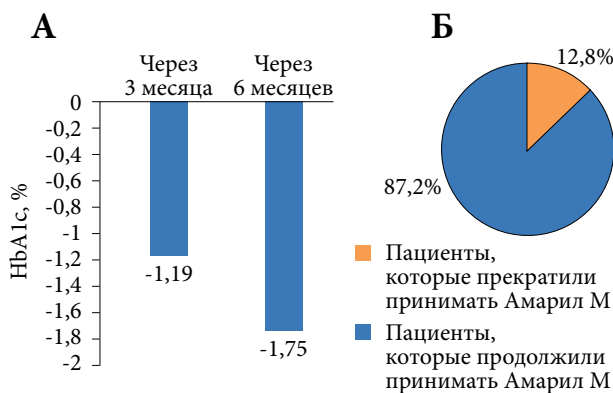 А
Через
3 месяца
Через
6 месяцев
0
-0,2
-0,4
-0,6
-0,8
-1
-1,2
-1,4
-1,6
-1,8
-2
HbA1c, %
–1,19
–1,75
Б
12,8%
87,2%
Пациенты,
которые прекратили
принимать Амарил М
Пациенты,
которые продолжили
принимать Амарил М